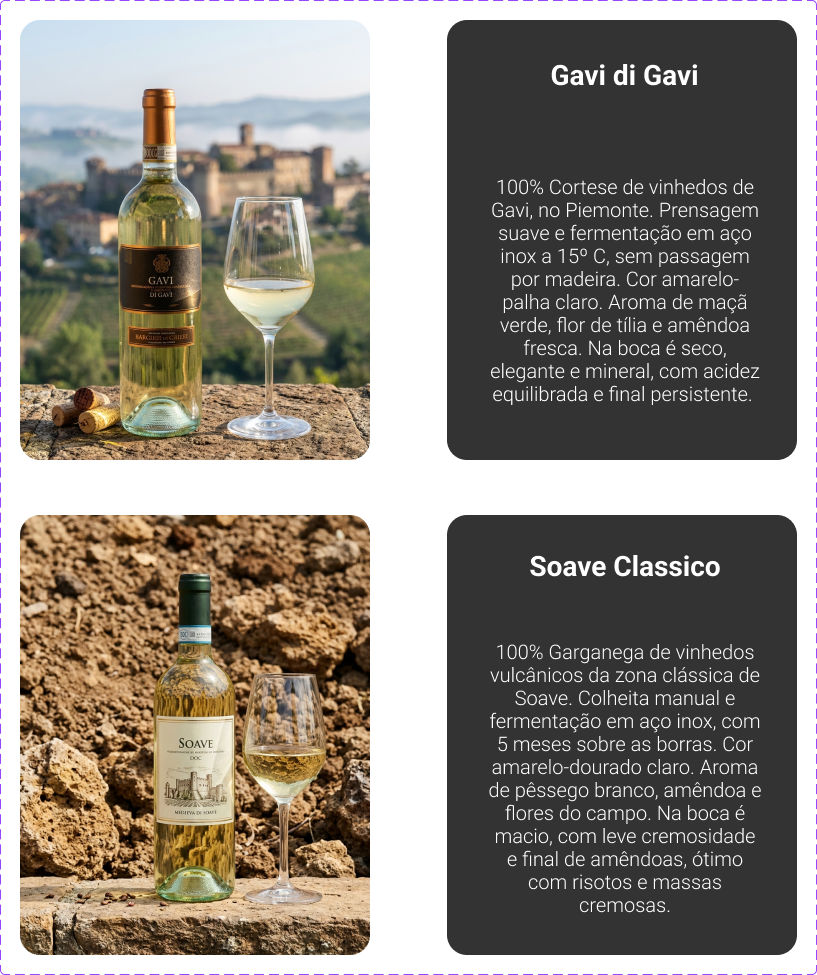 GAVI
DI GAVI
Gavi di Gavi
100% Cortese de vinhedos de
Gavi, no Piemonte. Prensagem
suave e fermentação em aço
inox a 15º C, sem passagem
por madeira. Cor amarelo-
palha claro. Aroma de maçã
verde, flor de tília e amêndoa
fresca. Na boca é seco,
elegante e mineral, com acidez
equilibrada e final persistente.
SOAVE
DOC
Soave Classico
100% Garganega de vinhedos
vulcânicos da zona clássica de
Soave. Colheita manual e
fermentação em aço inox, com
5 meses sobre as borras. Cor
amarelo-dourado claro. Aroma
de pêssego branco, amêndoa e
flores do campo. Na boca é
macio, com leve cremosidade
e final de amêndoas, ótimo
com risotos e massas
cremosas.